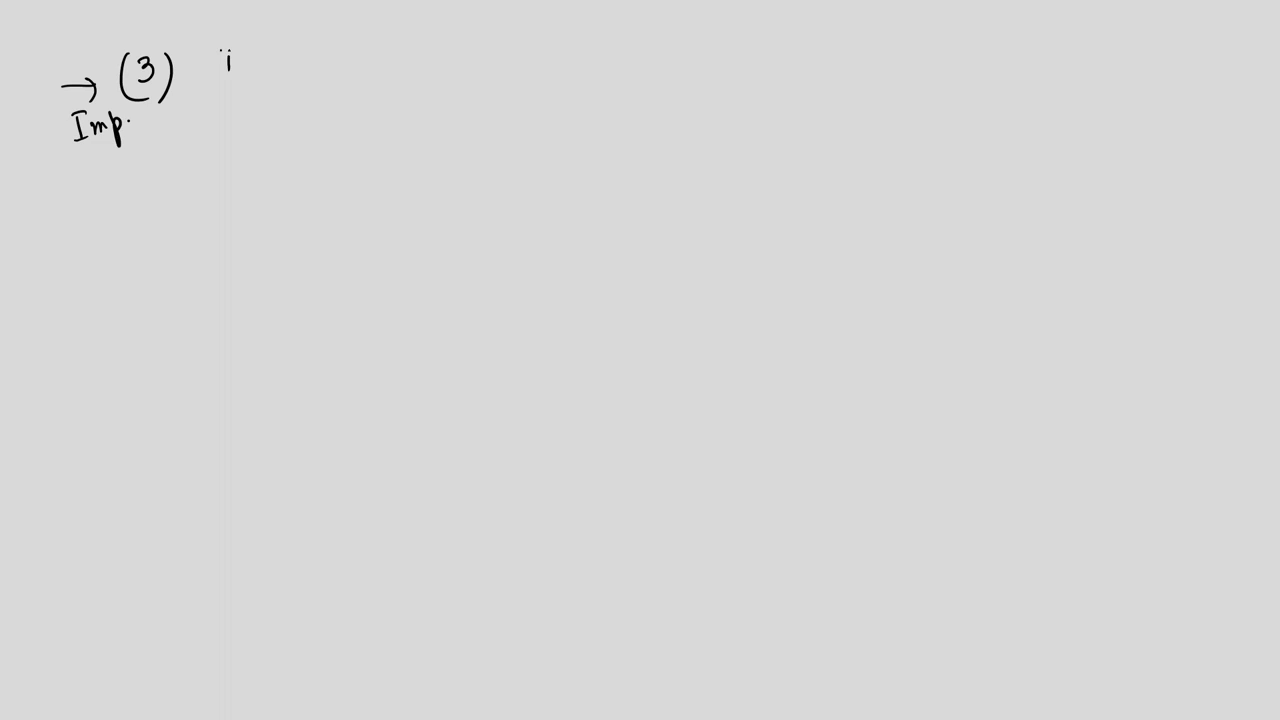 → (3) i
Imp.